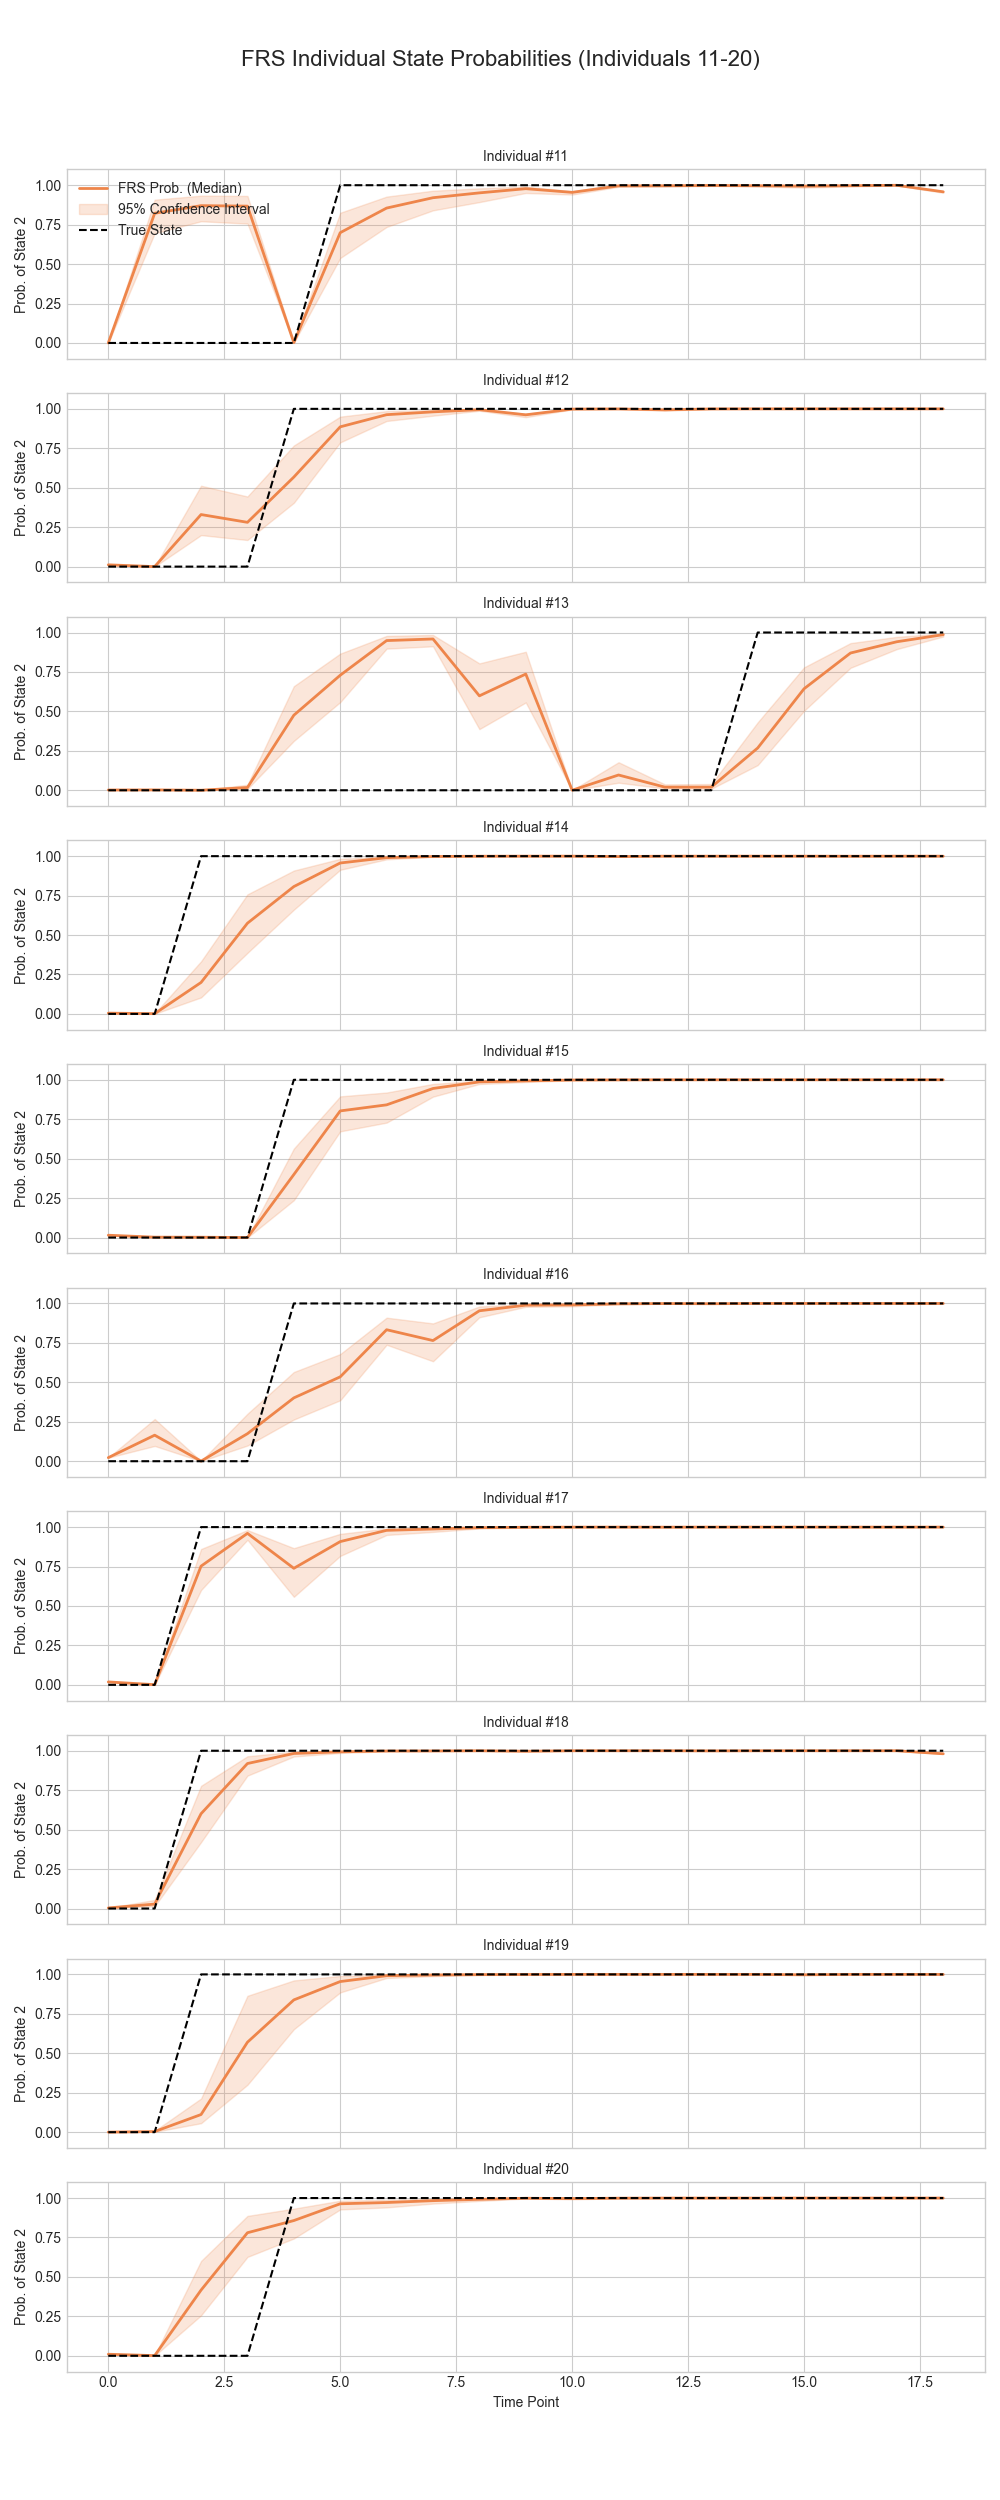 FRS Individual State Probabilities (Individuals 11-20)
Individual #11
FRS Prob. (Median)
95% Confidence Interval
True State
Prob. of State 2
1.00
0.75
0.50
0.25
0.00
Individual #12
Prob. of State 2
1.00
0.75
0.50
0.25
0.00
Individual #13
Prob. of State 2
1.00
0.75
0.50
0.25
0.00
Individual #14
Prob. of State 2
1.00
0.75
0.50
0.25
0.00
Individual #15
Prob. of State 2
1.00
0.75
0.50
0.25
0.00
Individual #16
Prob. of State 2
1.00
0.75
0.50
0.25
0.00
Individual #17
Prob. of State 2
1.00
0.75
0.50
0.25
0.00
Individual #18
Prob. of State 2
1.00
0.75
0.50
0.25
0.00
Individual #19
Prob. of State 2
1.00
0.75
0.50
0.25
0.00
Individual #20
Prob. of State 2
1.00
0.75
0.50
0.25
0.00
0.0 2.5 5.0 7.5 10.0 12.5 15.0 17.5
Time Point